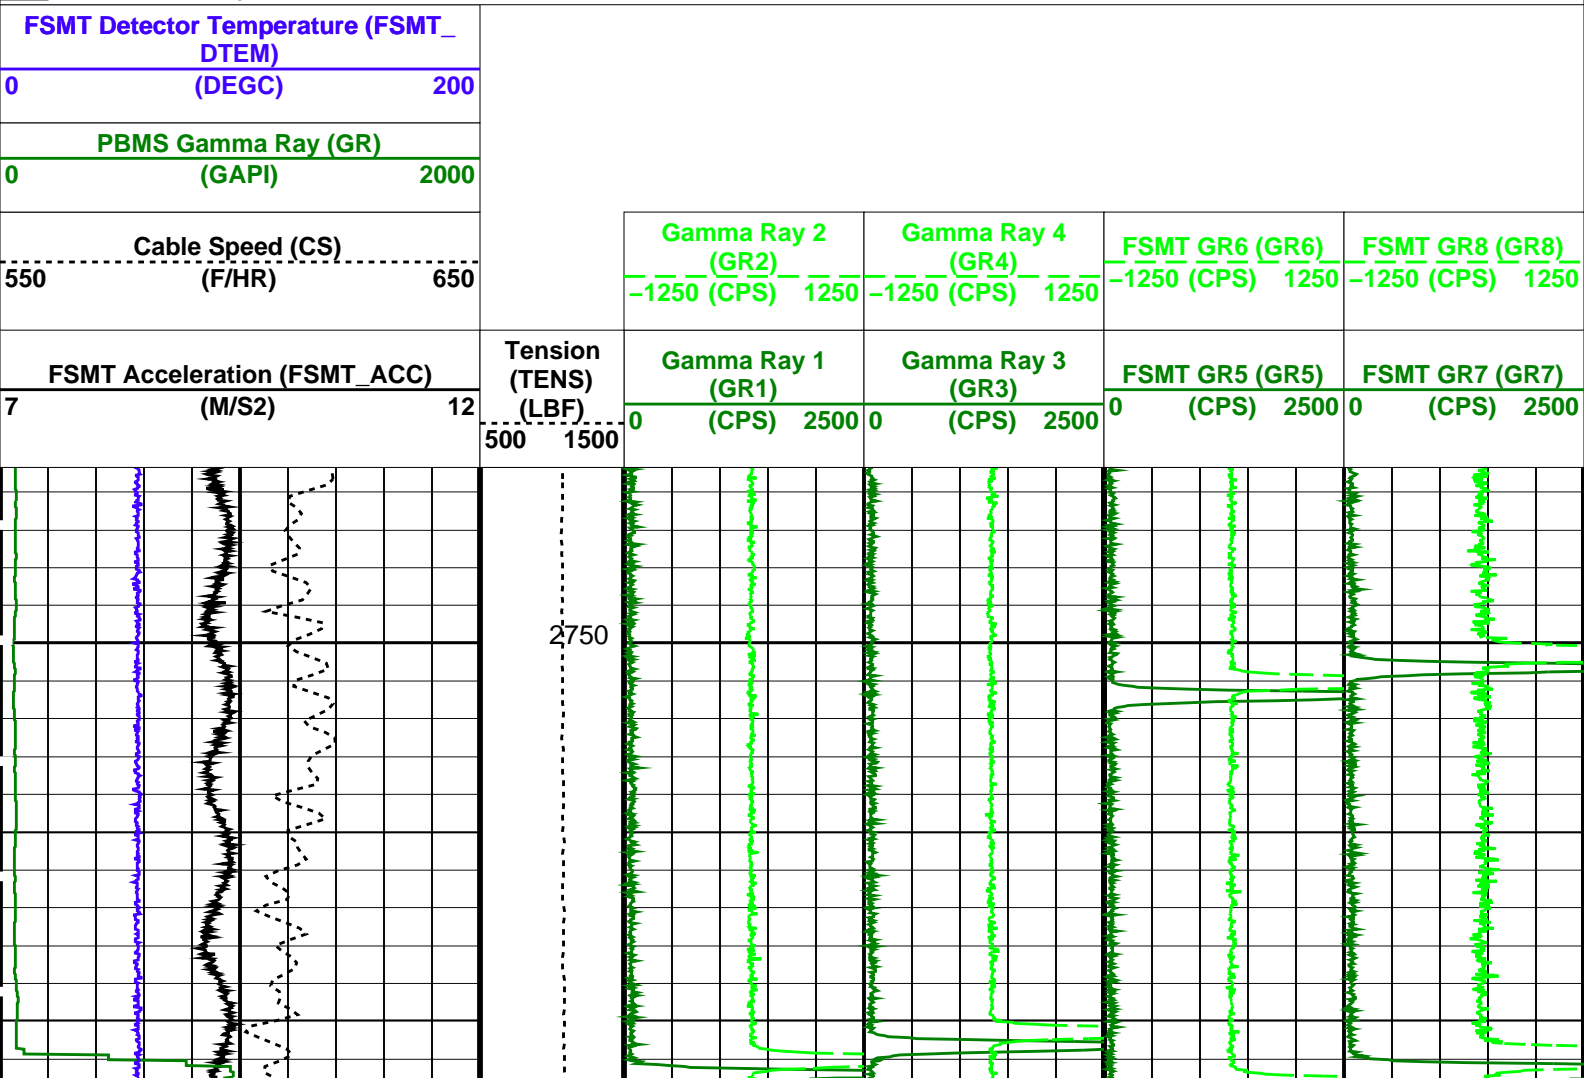 FSMT Detector Temperature (FSMT_
DTEM)
0 (DEGC) 200
PBMS Gamma Ray (GR)
0 (GAPI) 2000
Cable Speed (CS)
550 (F/HR) 650
FSMT Acceleration (FSMT_ACC)
7 (M/S2) 12
Tension
(TENS)
(LBF)
500 1500
Gamma Ray 2
(GR2)
−1250 (CPS) 1250
Gamma Ray 4
(GR4)
−1250 (CPS) 1250
FSMT GR6 (GR6)
−1250 (CPS) 1250
FSMT GR8 (GR8)
−1250 (CPS) 1250
Gamma Ray 1
(GR1)
0 (CPS) 2500
Gamma Ray 3
(GR3)
0 (CPS) 2500
FSMT GR5 (GR5)
0 (CPS) 2500
FSMT GR7 (GR7)
0 (CPS) 2500
2750